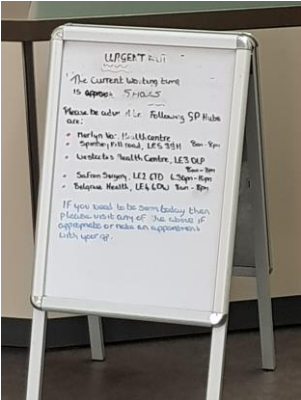 URGENT
The Current Waiting time
is approx 5 HOURS
Please be advised the Following GP Hubs
are:
Merlyn Vaz Health centre
Spinney Hill road, LE5 3GH 8am - 8pm
Westcotes Health Centre, LE3 0LP
8am - 8pm
Saffron Surgery, LE2 6TD 6.30pm - 10pm
Belgrave Health, LE4 8am - 8pm
If you need to be seen today then
please visit any of the above if
appropriate or make an appointment
with your gp.